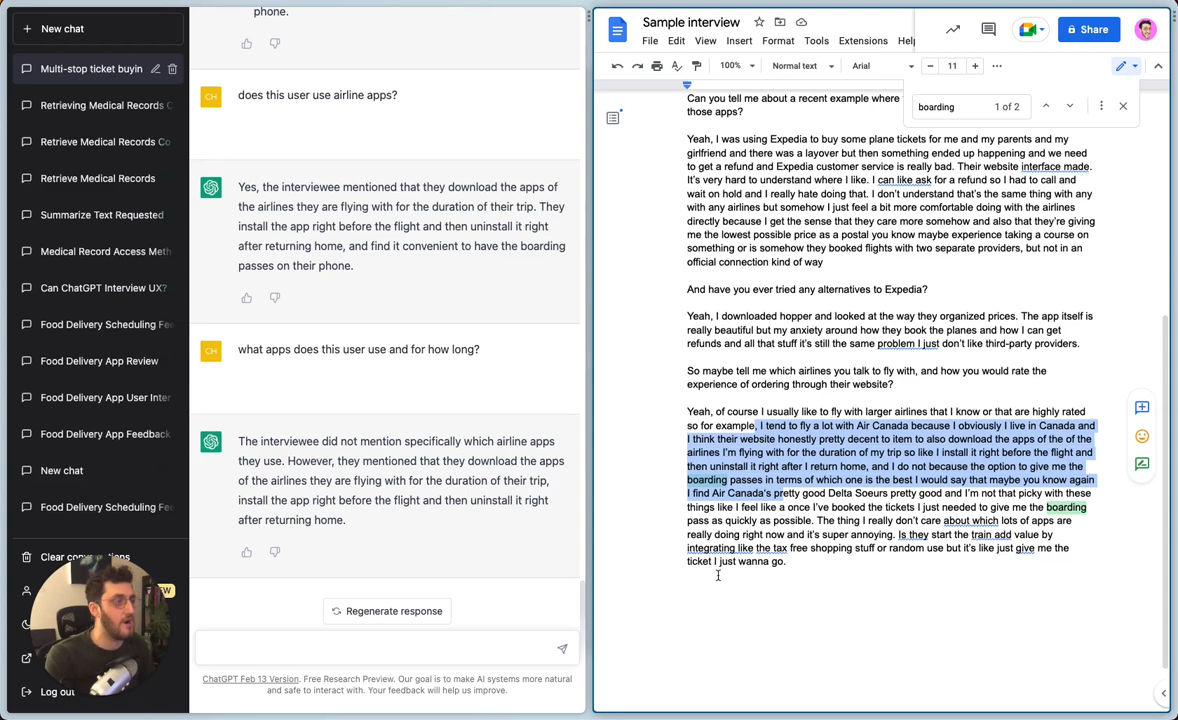 New chat
Multi-stop ticket buyin
Retrieving Medical Records C
Retrieve Medical Records Co
Retrieve Medical Records
Summarize Text Requested
Medical Record Access Meth
Can ChatGPT Interview UX?
Food Delivery Scheduling Fee
Food Delivery App Review
Food Delivery App User Inter
Food Delivery App Feedback
New chat
Food Delivery Scheduling Fee
Clear conversations
NEW
Log out
phone.
CH
does this user use airline apps?
Yes, the interviewee mentioned that they download the apps of
the airlines they are flying with for the duration of their trip. They
install the app right before the flight and then uninstall it right
after returning home, and find it convenient to have the boarding
passes on their phone.
CH
what apps does this user use and for how long?
The interviewee did not mention specifically which airline apps
they use. However, they mentioned that they download the apps
of the airlines they are flying with for the duration of their trip,
install the app right before the flight and then uninstall it right
after returning home.
Regenerate response
ChatGPT Feb 13 Version. Free Research Preview. Our goal is to make AI systems more natural
and safe to interact with. Your feedback will help us improve.
Sample interview
File Edit View Insert Format Tools Extensions Help
Share
100% Normal text Arial 11
boarding 1 of 2
Can you tell me about a recent example where
those apps?
Yeah, I was using Expedia to buy some plane tickets for me and my parents and my
girlfriend and there was a layover but then something ended up happening and we need
to get a refund and Expedia customer service is really bad. Their website interface made.
It's very hard to understand where I like. I can like ask for a refund so I had to call and
wait on hold and I really hate doing that. I don't understand that's the same thing with any
with any airlines but somehow I just feel a bit more comfortable doing with the airlines
directly because I get the sense that they care more somehow and also that they're giving
me the lowest possible price as a postal you know maybe experience taking a course on
something or is somehow they booked flights with two separate providers, but not in an
official connection kind of way
And have you ever tried any alternatives to Expedia?
Yeah, I downloaded hopper and looked at the way they organized prices. The app itself is
really beautiful but my anxiety around how they book the planes and how I can get
refunds and all that stuff it's still the same problem I just don't like third-party providers.
So maybe tell me which airlines you talk to fly with, and how you would rate the
experience of ordering through their website?
Yeah, of course I usually like to fly with larger airlines that I know or that are highly rated
so for example, I tend to fly a lot with Air Canada because I obviously I live in Canada and
I think their website honestly pretty decent to item to also download the apps of the of the
airlines I'm flying with for the duration of my trip so like I install it right before the flight and
then uninstall it right after I return home, and I do not because the option to give me the
boarding passes in terms of which one is the best I would say that maybe you know again
I find Air Canada's pretty good Delta Soeurs pretty good and I'm not that picky with these
things like I feel like a once I've booked the tickets I just needed to give me the boarding
pass as quickly as possible. The thing I really don't care about which lots of apps are
really doing right now and it's super annoying. Is they start the train add value by
integrating like the tax free shopping stuff or random use but it's like just give me the
ticket I just wanna go.